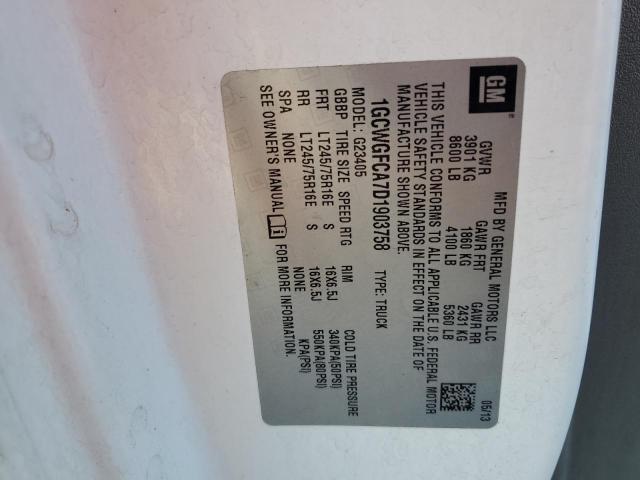 GM
MFD BY GENERAL MOTORS LLC 05/13
GVWR GAWR FRT GAWR RR
3901 KG 1860 KG 2431 KG
8600 LB 4100 LB 5360 LB
THIS VEHICLE CONFORMS TO ALL APPLICABLE U.S. FEDERAL MOTOR
VEHICLE SAFETY STANDARDS IN EFFECT ON THE DATE OF
MANUFACTURE SHOWN ABOVE.
1GCWGFCA7D1903758 TYPE: TRUCK
MODEL: G23405
GBBP TIRE SIZE SPEED RTG RIM COLD TIRE PRESSURE
FRT LT245/75R16E S 16X6.5J 340KPA(50PSI)
RR LT245/75R16E S 16X6.5J 550KPA(80PSI)
SPA NONE NONE KPA(PSI)
SEE OWNER'S MANUAL FOR MORE INFORMATION.